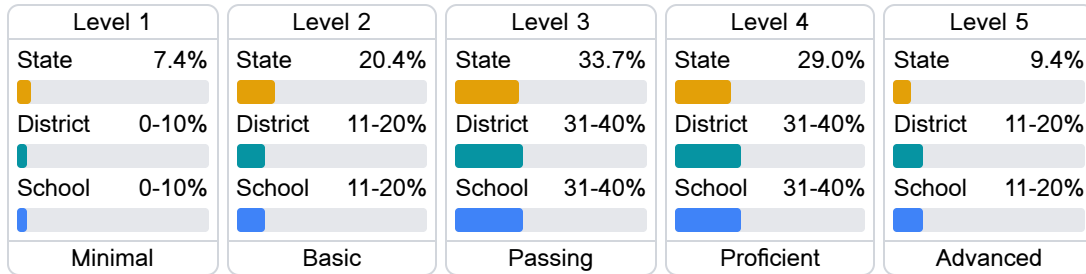 Level 1
State 7.4%
District 0-10%
School 0-10%
Minimal
Level 2
State 20.4%
District 11-20%
School 11-20%
Basic
Level 3
State 33.7%
District 31-40%
School 31-40%
Passing
Level 4
State 29.0%
District 31-40%
School 31-40%
Proficient
Level 5
State 9.4%
District 11-20%
School 11-20%
Advanced